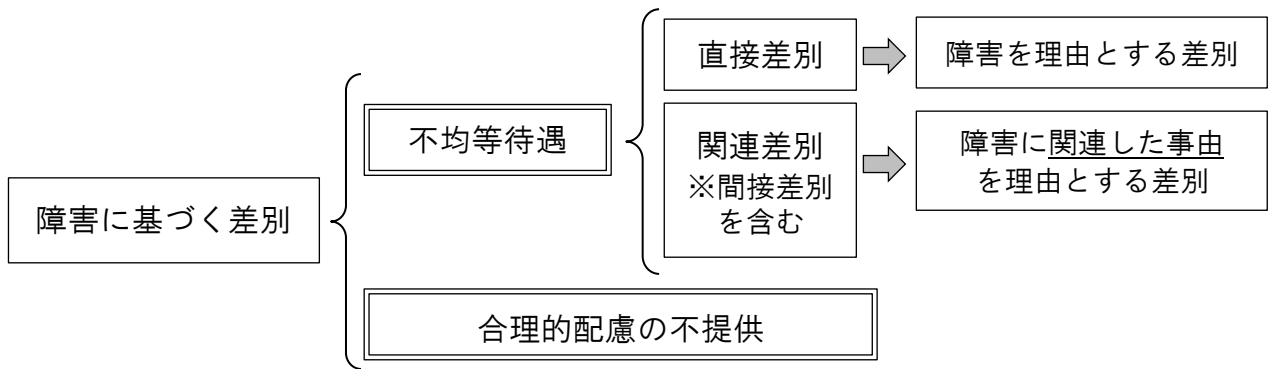 障害に基づく差別
不均等待遇
直接差別
障害を理由とする差別
関連差別
※間接差別
を含む
障害に関連した事由
を理由とする差別
合理的配慮の不提供